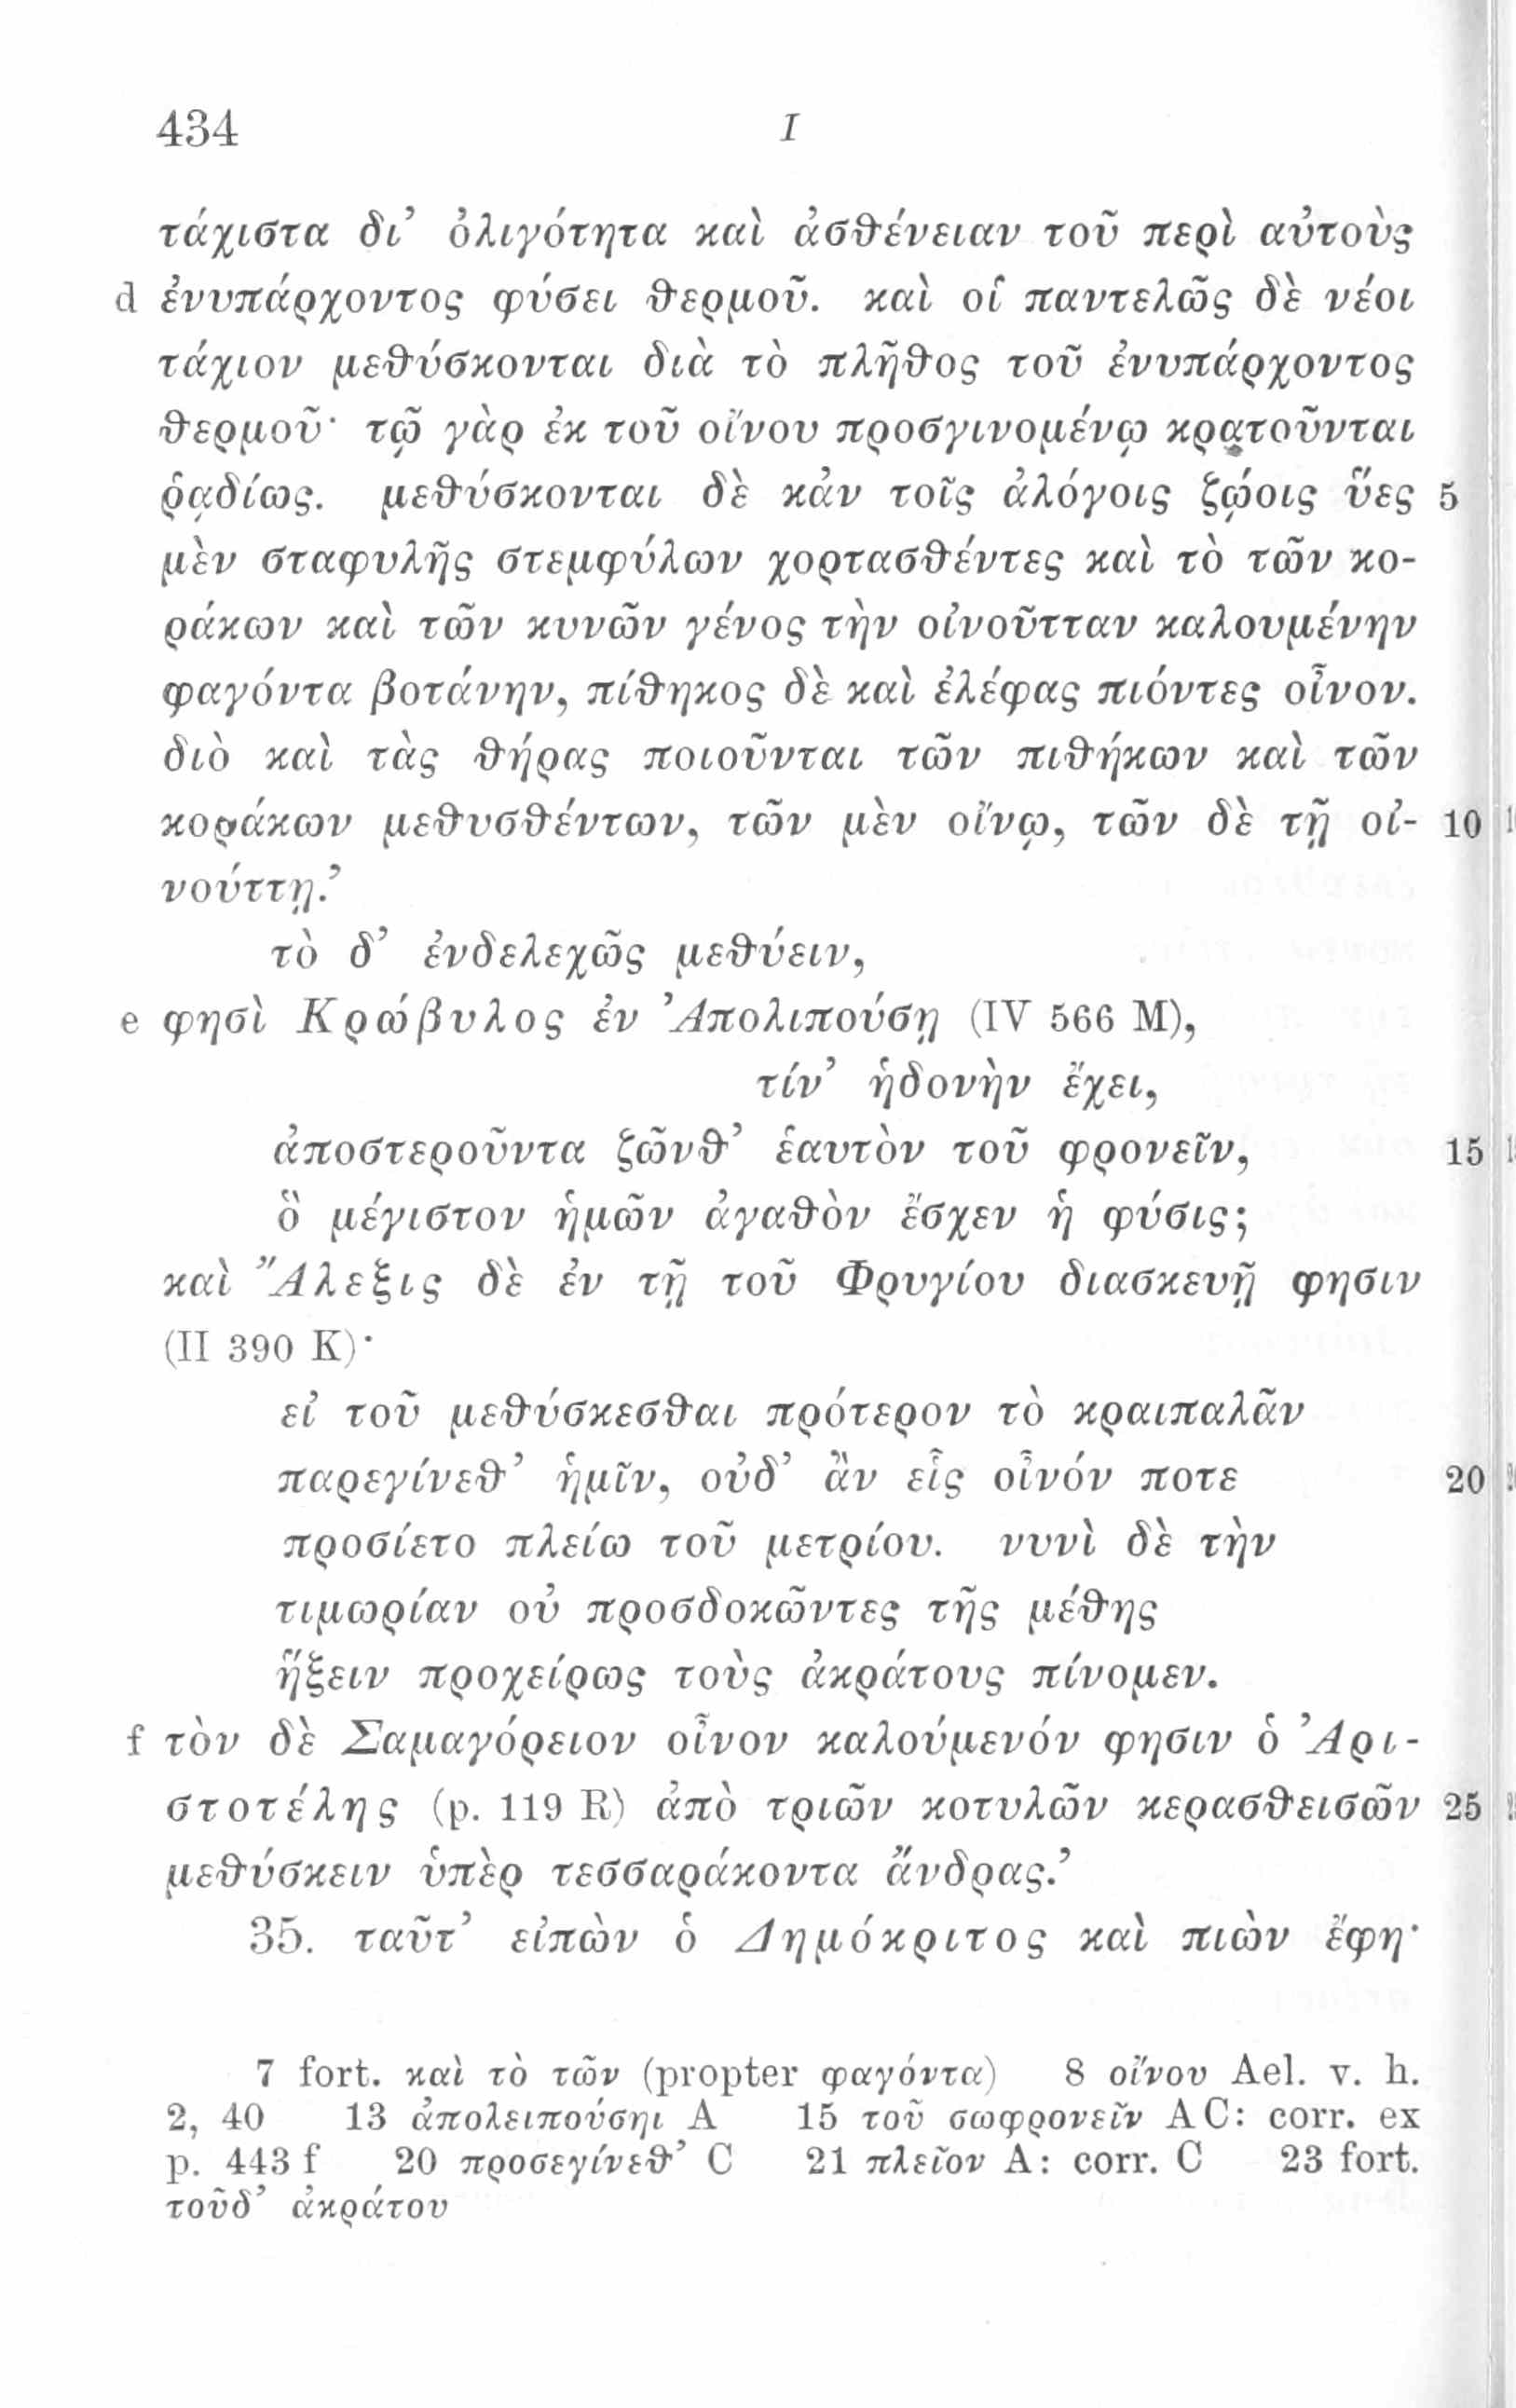 434 I
τάχιστα δι’ ὀλιγότητα καὶ ἀσθένειαν τοῦ περὶ αὐτοὺς
d ἐνυπάρχοντος φύσει θερμοῦ. καὶ οἱ παντελῶς δὲ νέοι
τάχιον μεθύσκονται διὰ τὸ πλῆθος τοῦ ἐνυπάρχοντος
θερμοῦ· τῷ γὰρ ἐκ τοῦ οἴνου προσγινομένῳ κρατοῦνται
ῥᾳδίως. μεθύσκονται δὲ κἀν τοῖς ἀλόγοις ζῴοις ὕες 5
μὲν σταφυλῆς στεμφύλων χορτασθέντες καὶ τὸ τῶν κο-
ράκων καὶ τῶν κυνῶν γένος τὴν οἰνοῦτταν καλουμένην
φαγόντα βοτάνην, πίθηκος δὲ καὶ ἐλέφας πιόντες οἶνον.
διὸ καὶ τὰς θήρας ποιοῦνται τῶν πιθήκων καὶ τῶν
κοράκων μεθυσθέντων, τῶν μὲν οἴνῳ, τῶν δὲ τῇ οἰ- 10
νούττῃ.’
τὸ δ’ ἐνδελεχῶς μεθύειν,
e φησὶ Κρώβυλος ἐν Ἀπολιπούσῃ (IV 566 M),
τίν’ ἡδονὴν ἔχει,
ἀποστεροῦντα ζῶνθ’ ἑαυτὸν τοῦ φρονεῖν, 15
ὃ μέγιστον ἡμῶν ἀγαθὸν ἔσχεν ἡ φύσις;
καὶ Ἄλεξις δὲ ἐν τῇ τοῦ Φρυγίου διασκευῇ φησιν
(II 390 K)·
εἰ τοῦ μεθύσκεσθαι πρότερον τὸ κραιπαλᾶν
παρεγίνεθ’ ἡμῖν, οὐδ’ ἂν εἷς οἶνόν ποτε 20
προσίετο πλείω τοῦ μετρίου. νυνὶ δὲ τὴν
τιμωρίαν οὐ προσδοκῶντες τῆς μέθης
ἥξειν προχείρως τοὺς ἀκράτους πίνομεν.
f τὸν δὲ Σαμαγόρειον οἶνον καλούμενόν φησιν ὁ Ἀρι-
στοτέλης (p. 119 R) ἀπὸ τριῶν κοτυλῶν κερασθεισῶν 25
μεθύσκειν ὑπὲρ τεσσαράκοντα ἄνδρας.’
35. ταῦτ’ εἰπὼν ὁ Δημόκριτος καὶ πιὼν ἔφη·
7 fort. καὶ τὸ τῶν (propter φαγόντα) 8 οἴνου Ael. v. h.
2, 40 13 ἀπολειπούσηι A 15 τοῦ σωφρονεῖν AC: corr. ex
p. 443 f 20 προσεγίνεθ’ C 21 πλεῖον A: corr. C 23 fort.
τοῦδ’ ἀκράτου